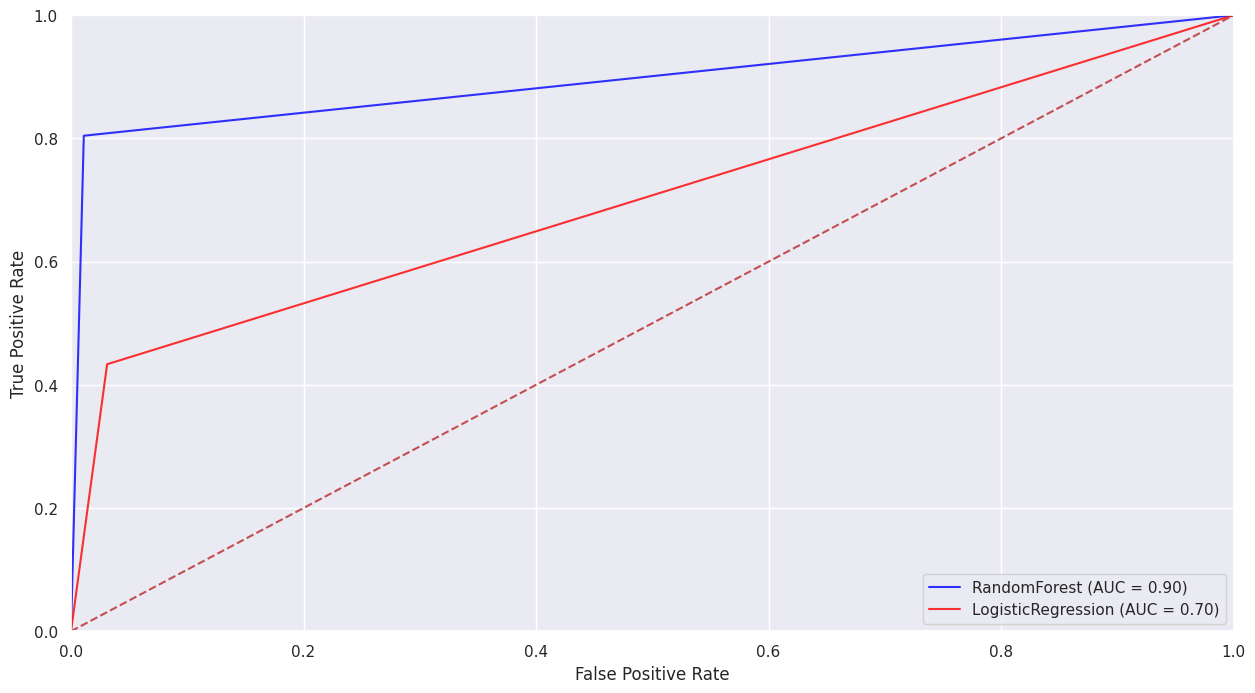 1.0
0.8
0.6
0.4
0.2
0.0
True Positive Rate
RandomForest (AUC = 0.90)
LogisticRegression (AUC = 0.70)
0.0 0.2 0.4 0.6 0.8 1.0
False Positive Rate